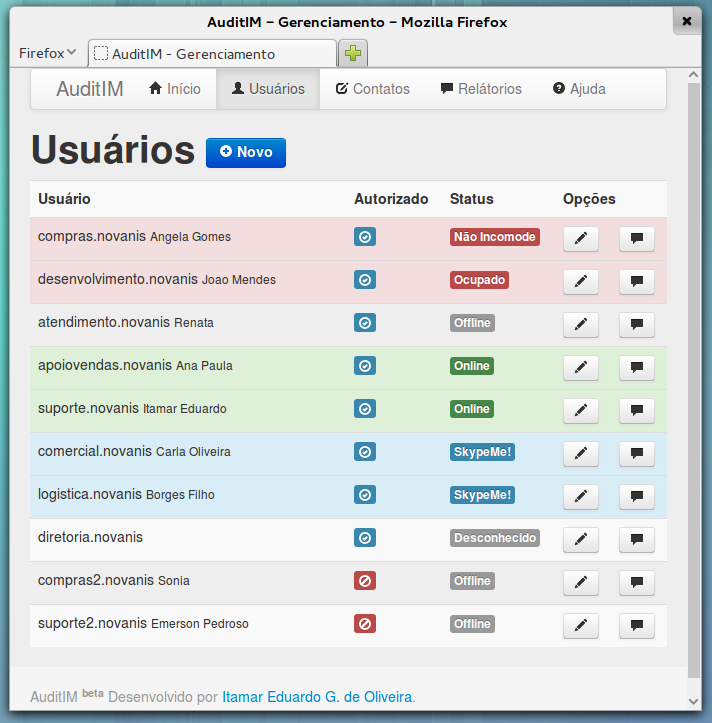 AuditIM – Gerenciamento – Mozilla Firefox
Firefox AuditIM - Gerenciamento
AuditIM Início Usuários Contatos Relátorios Ajuda
Usuários Novo
Usuário Autorizado Status Opções
compras.novanis Angela Gomes Não Incomode
desenvolvimento.novanis Joao Mendes Ocupado
atendimento.novanis Renata Offline
apoiovendas.novanis Ana Paula Online
suporte.novanis Itamar Eduardo Online
comercial.novanis Carla Oliveira SkypeMe!
logistica.novanis Borges Filho SkypeMe!
diretoria.novanis Desconhecido
compras2.novanis Sonia Offline
suporte2.novanis Emerson Pedroso Offline
AuditIM beta Desenvolvido por Itamar Eduardo G. de Oliveira.